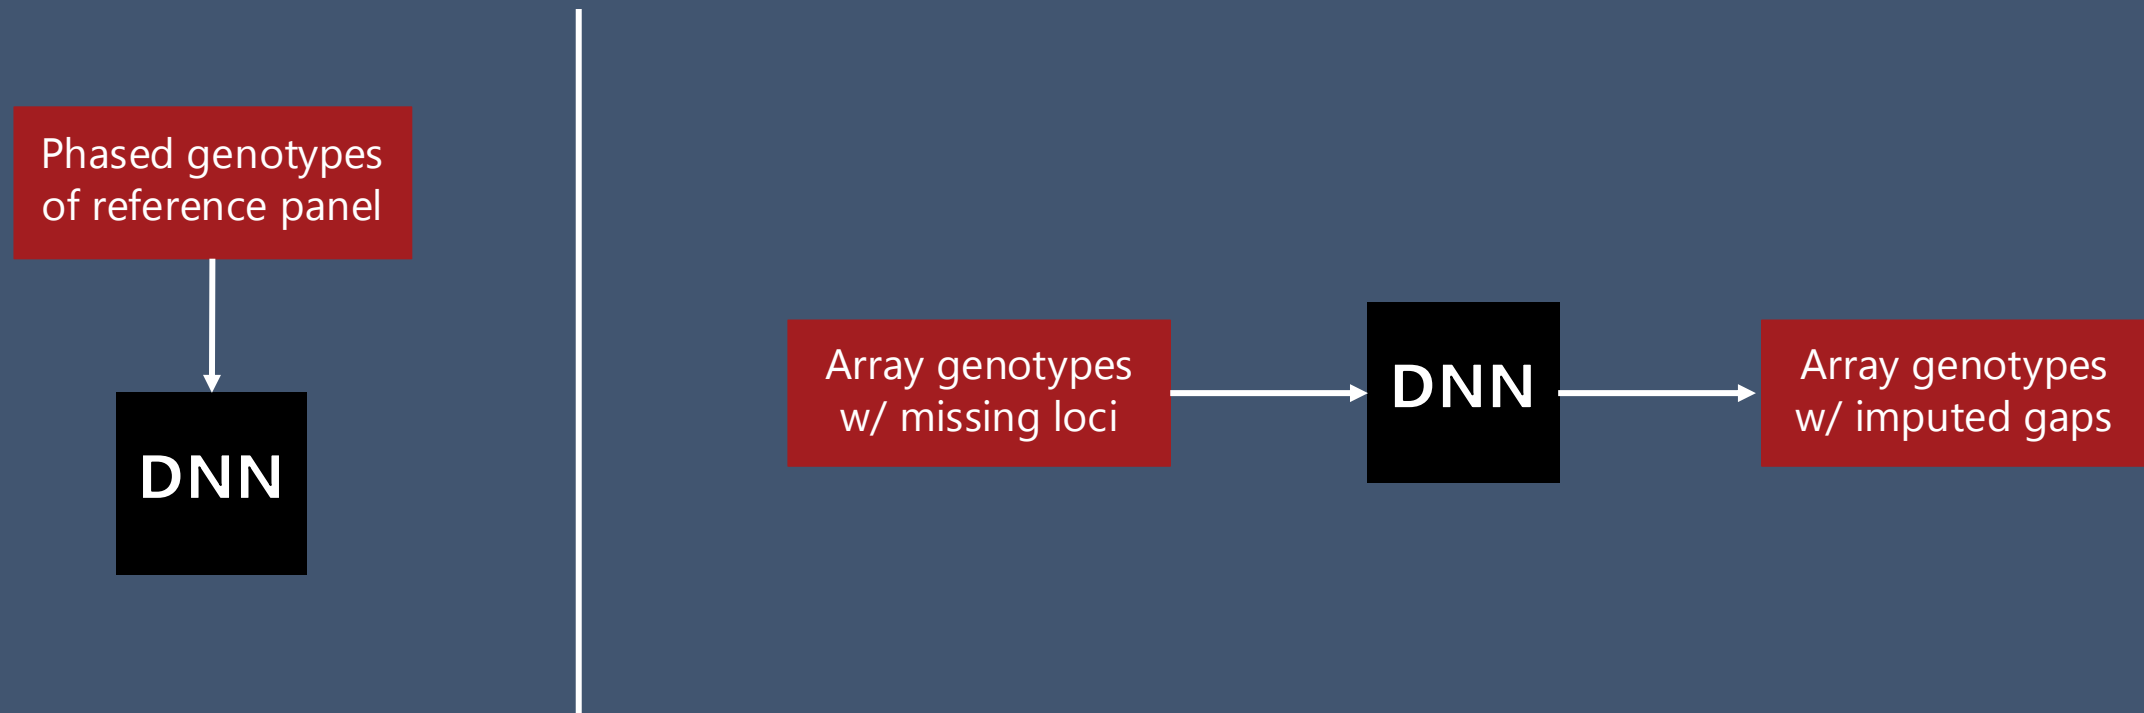 Phased genotypes
of reference panel
DNN
Array genotypes
w/ missing loci
DNN
Array genotypes
w/ imputed gaps